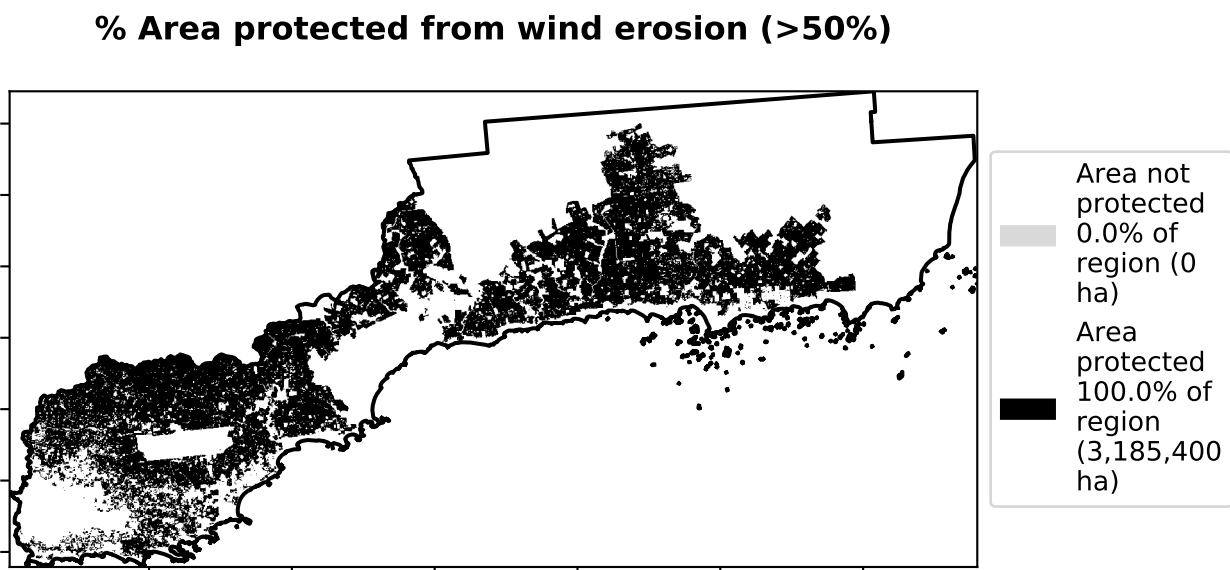 % Area protected from wind erosion (>50%)
Area not
protected
0.0% of
region (0
ha)
Area
protected
100.0% of
region
(3,185,400
ha)